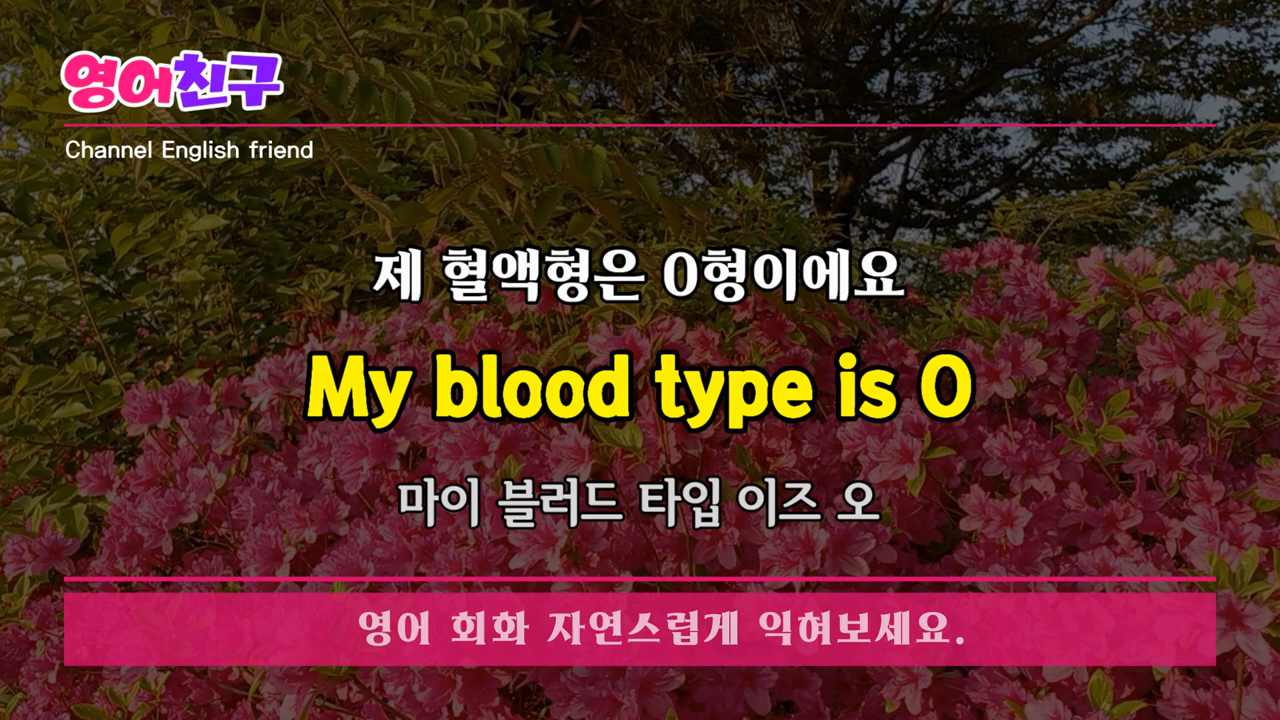 영어친구
Channel English friend
제 혈액형은 O형이에요
My blood type is O
마이 블러드 타입 이즈 오
영어 회화 자연스럽게 익혀보세요.